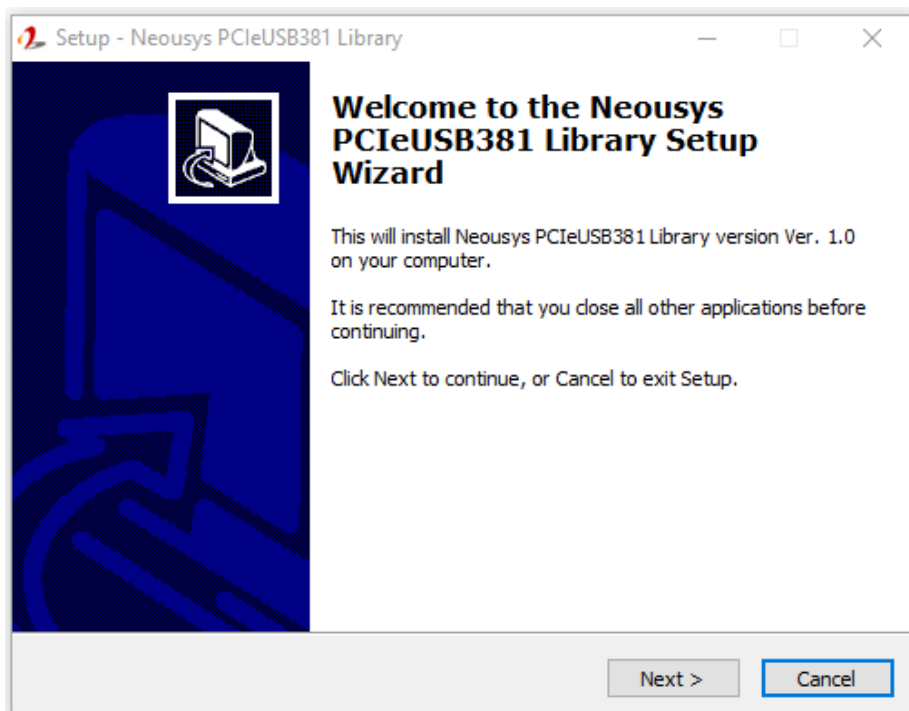 Setup - Neousys PCIeUSB381 Library
Welcome to the Neousys
PCIeUSB381 Library Setup
Wizard
This will install Neousys PCIeUSB381 Library version Ver. 1.0
on your computer.
It is recommended that you close all other applications before
continuing.
Click Next to continue, or Cancel to exit Setup.
Next >
Cancel